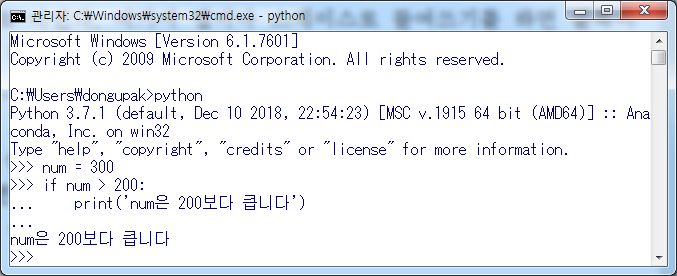 관리자: C:₩Windows₩system32₩cmd.exe - python
Microsoft Windows [Version 6.1.7601]
Copyright (c) 2009 Microsoft Corporation. All rights reserved.
C:₩Users₩dongupak>python
Python 3.7.1 (default, Dec 10 2018, 22:54:23) [MSC v.1915 64 bit (AMD64)] :: Ana
conda, Inc. on win32
Type "help", "copyright", "credits" or "license" for more information.
>>> num = 300
>>> if num > 200:
...     print('num은 200보다 큽니다')
...
num은 200보다 큽니다
>>>